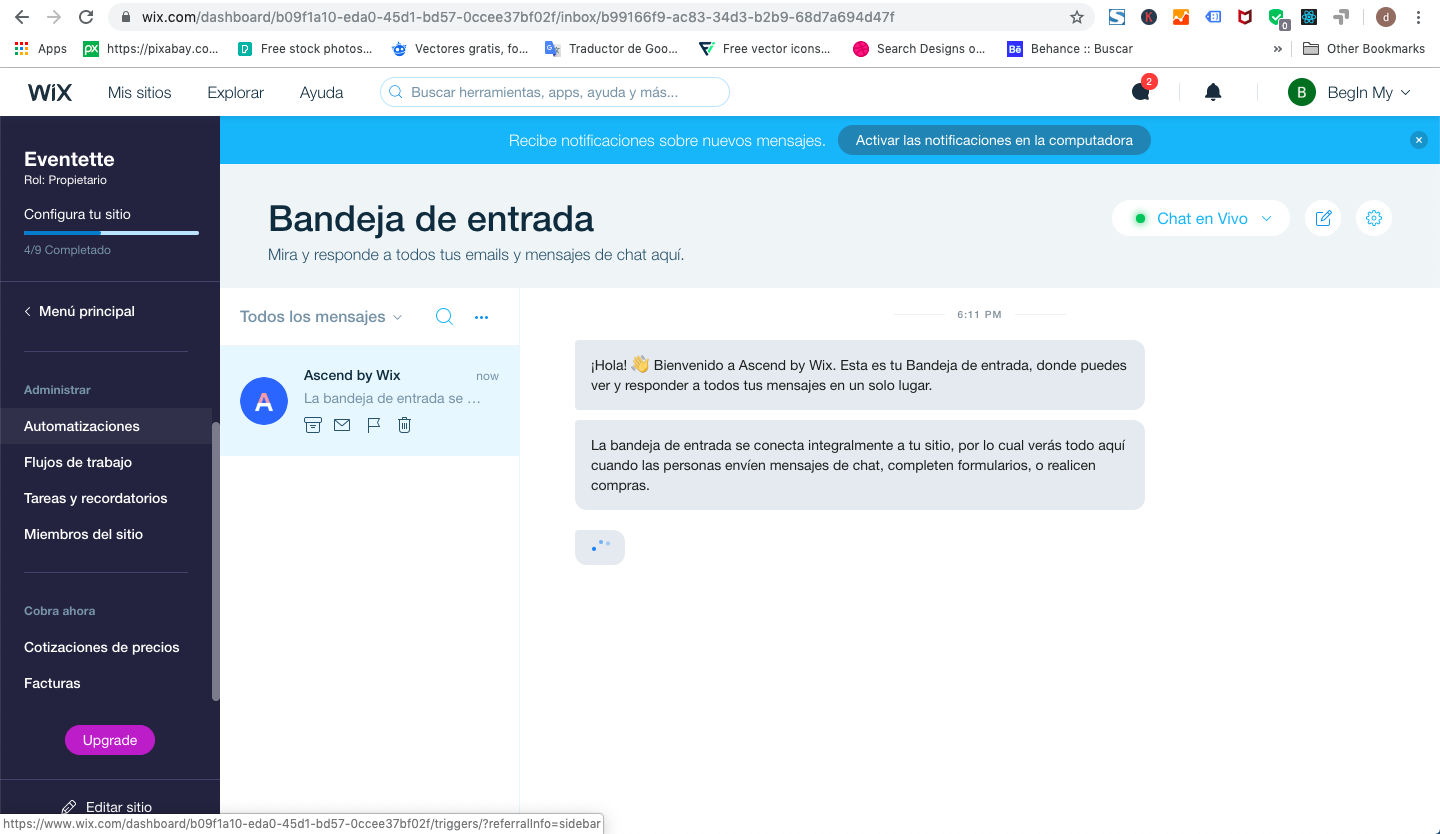 wix.com/dashboard/b09f1a10-eda0-45d1-bd57-0ccee37bf02f/inbox/b99166f9-ac83-34d3-b2b9-68d7a694d47f
Apps
https://pixabay.co...
Free stock photos...
Vectores gratis, fo...
Traductor de Goo...
Free vector icons...
Search Designs o...
Behance :: Buscar
»
Other Bookmarks
WiX
Mis sitios
Explorar
Ayuda
Buscar herramientas, apps, ayuda y más...
2
B
BegIn My
Eventette
Rol: Propietario
Configura tu sitio
4/9 Completado
Menú principal
Administrar
Automatizaciones
Flujos de trabajo
Tareas y recordatorios
Miembros del sitio
Cobra ahora
Cotizaciones de precios
Facturas
Upgrade
Editar sitio
https://www.wix.com/dashboard/b09f1a10-eda0-45d1-bd57-0ccee37bf02f/triggers/?referralInfo=sidebar
Recibe notificaciones sobre nuevos mensajes.
Activar las notificaciones en la computadora
Bandeja de entrada
Mira y responde a todos tus emails y mensajes de chat aquí.
Chat en Vivo
Todos los mensajes
A
Ascend by Wix
now
La bandeja de entrada se ...
6:11 PM
¡Hola! 👋 Bienvenido a Ascend by Wix. Esta es tu Bandeja de entrada, donde puedes
ver y responder a todos tus mensajes en un solo lugar.
La bandeja de entrada se conecta integralmente a tu sitio, por lo cual verás todo aquí
cuando las personas envíen mensajes de chat, completen formularios, o realicen
compras.